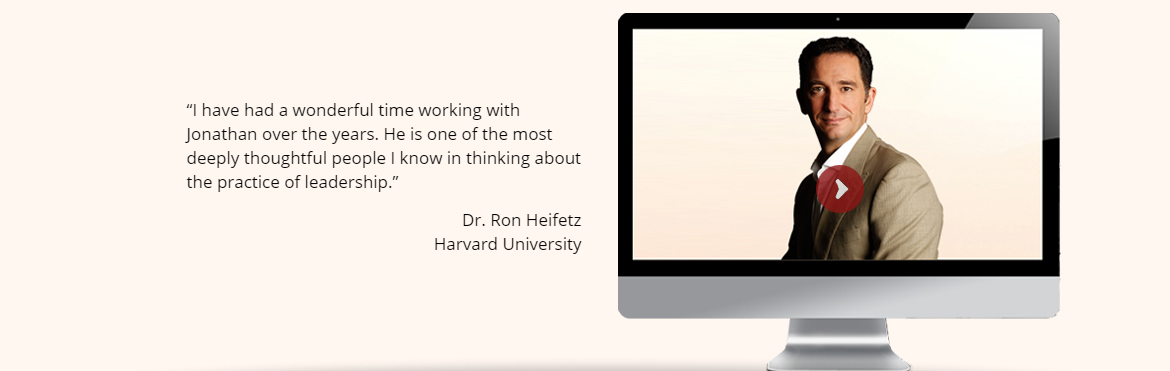 “I have had a wonderful time working with
Jonathan over the years. He is one of the most
deeply thoughtful people I know in thinking about
the practice of leadership.”
Dr. Ron Heifetz
Harvard University